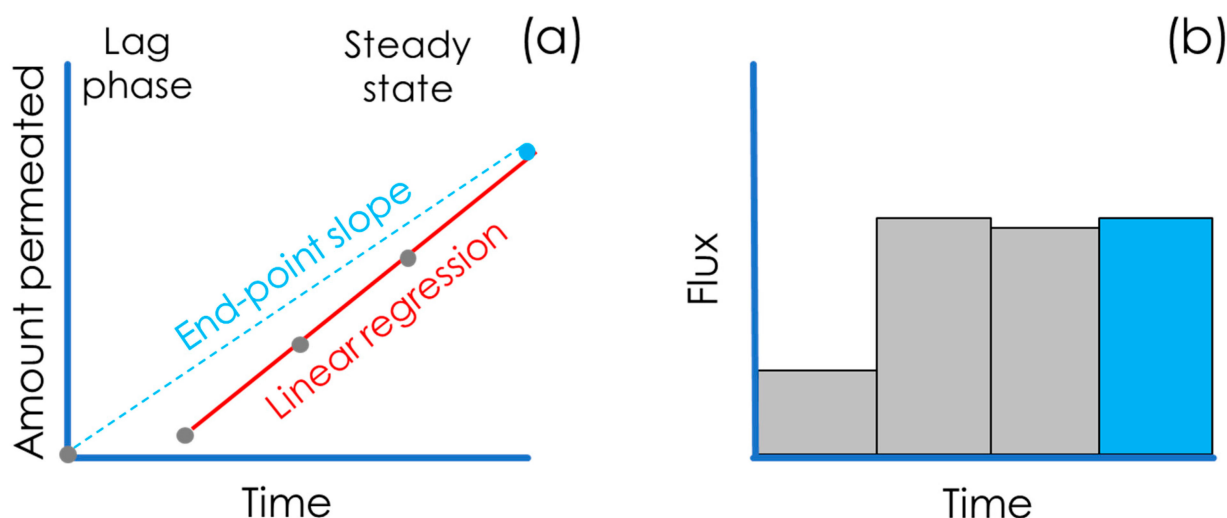 Lag
phase
Steady
state
(a)
Amount permeated
End-point slope
Linear regression
Time
(b)
Flux
Time